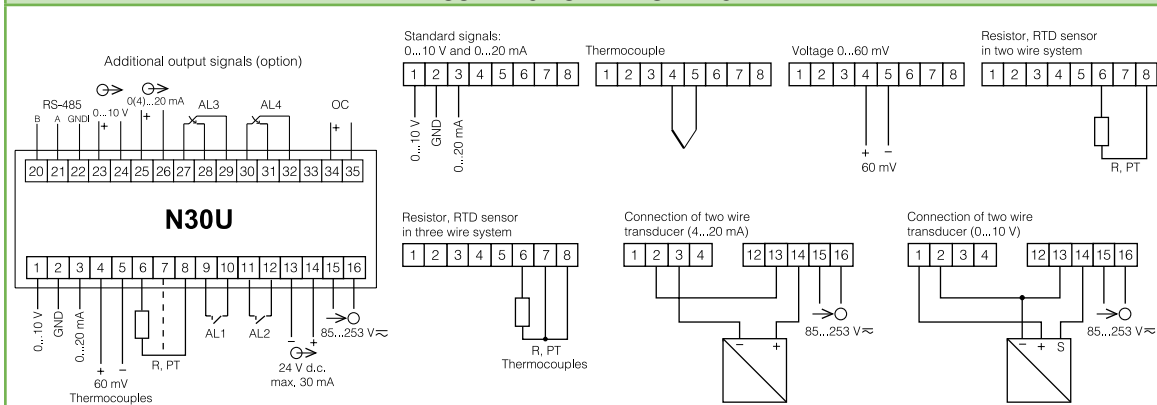 Additional output signals (option)
RS-485
B A GND
0...10 V
+
0(4)...20 mA
+
AL3
AL4
OC
+
20 21 22 23 24 25 26 27 28 29 30 31 32 33 34 35
N30U
1 2 3 4 5 6 7 8 9 10 11 12 13 14 15 16
0...10 V
GND
0...20 mA
+ −
60 mV
Thermocouples
R, PT
AL1
AL2
− +
24 V d.c.
max. 30 mA
85...253 V
Standard signals:
0...10 V and 0...20 mA
1 2 3 4 5 6 7 8
0...10 V
GND
0...20 mA
Thermocouple
1 2 3 4 5 6 7 8
Voltage 0...60 mV
1 2 3 4 5 6 7 8
+ −
60 mV
Resistor, RTD sensor
in two wire system
1 2 3 4 5 6 7 8
R, PT
Resistor, RTD sensor
in three wire system
1 2 3 4 5 6 7 8
R, PT
Thermocouples
Connection of two wire
transducer (4...20 mA)
1 2 3 4
12 13 14 15 16
85...253 V
− +
Connection of two wire
transducer (0...10 V)
1 2 3 4
12 13 14 15 16
85...253 V
− + S